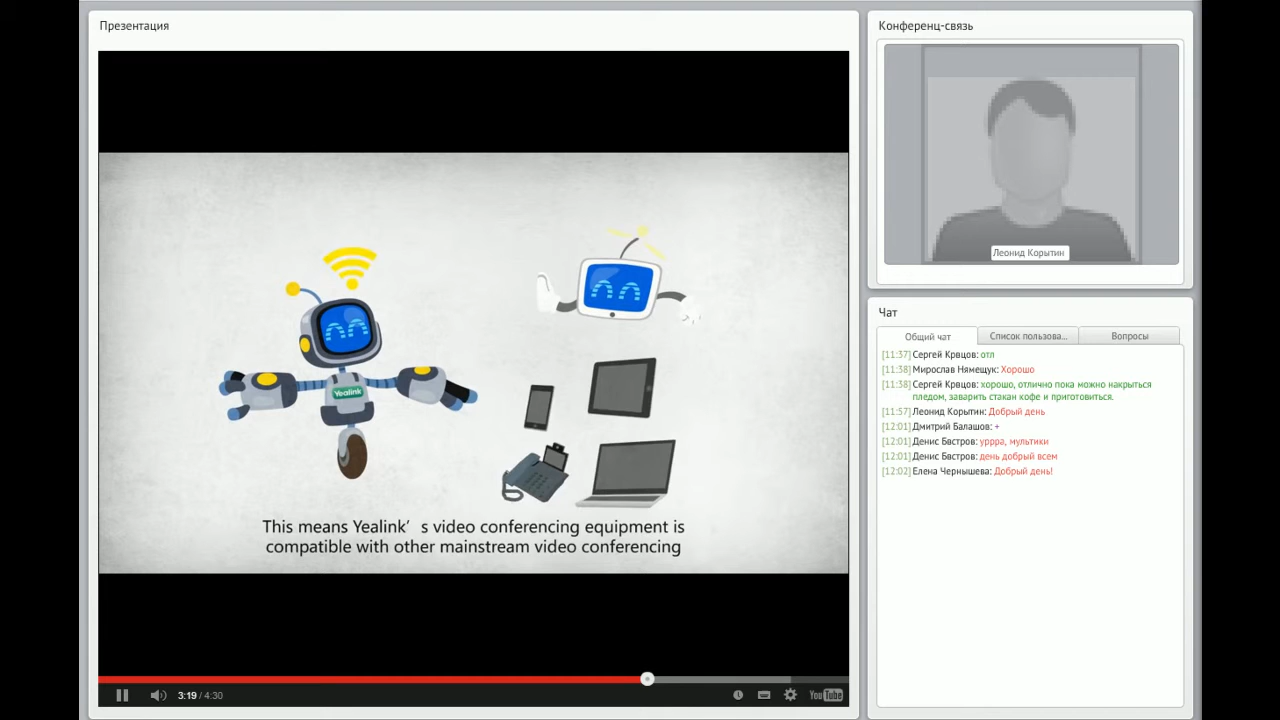 Презентация
Yealink
This means Yealink's video conferencing equipment is
compatible with other mainstream video conferencing
3:19 / 4:30
YouTube
Конференц-связь
Леонид Корытин
Чат
Общий чат
Список пользова...
Вопросы
[11:37] Сергей Крвцов: отл
[11:38] Мирослав Нямещук: Хорошо
[11:38] Сергей Крвцов: хорошо, отлично пока можно накрыться
пледом, заварить стакан кофе и приготовиться.
[11:57] Леонид Корытин: Добрый день
[12:01] Дмитрий Балашов: +
[12:01] Денис Бвстров: уррра, мультики
[12:01] Денис Бвстров: день добрый всем
[12:02] Елена Чернышева: Добрый день!